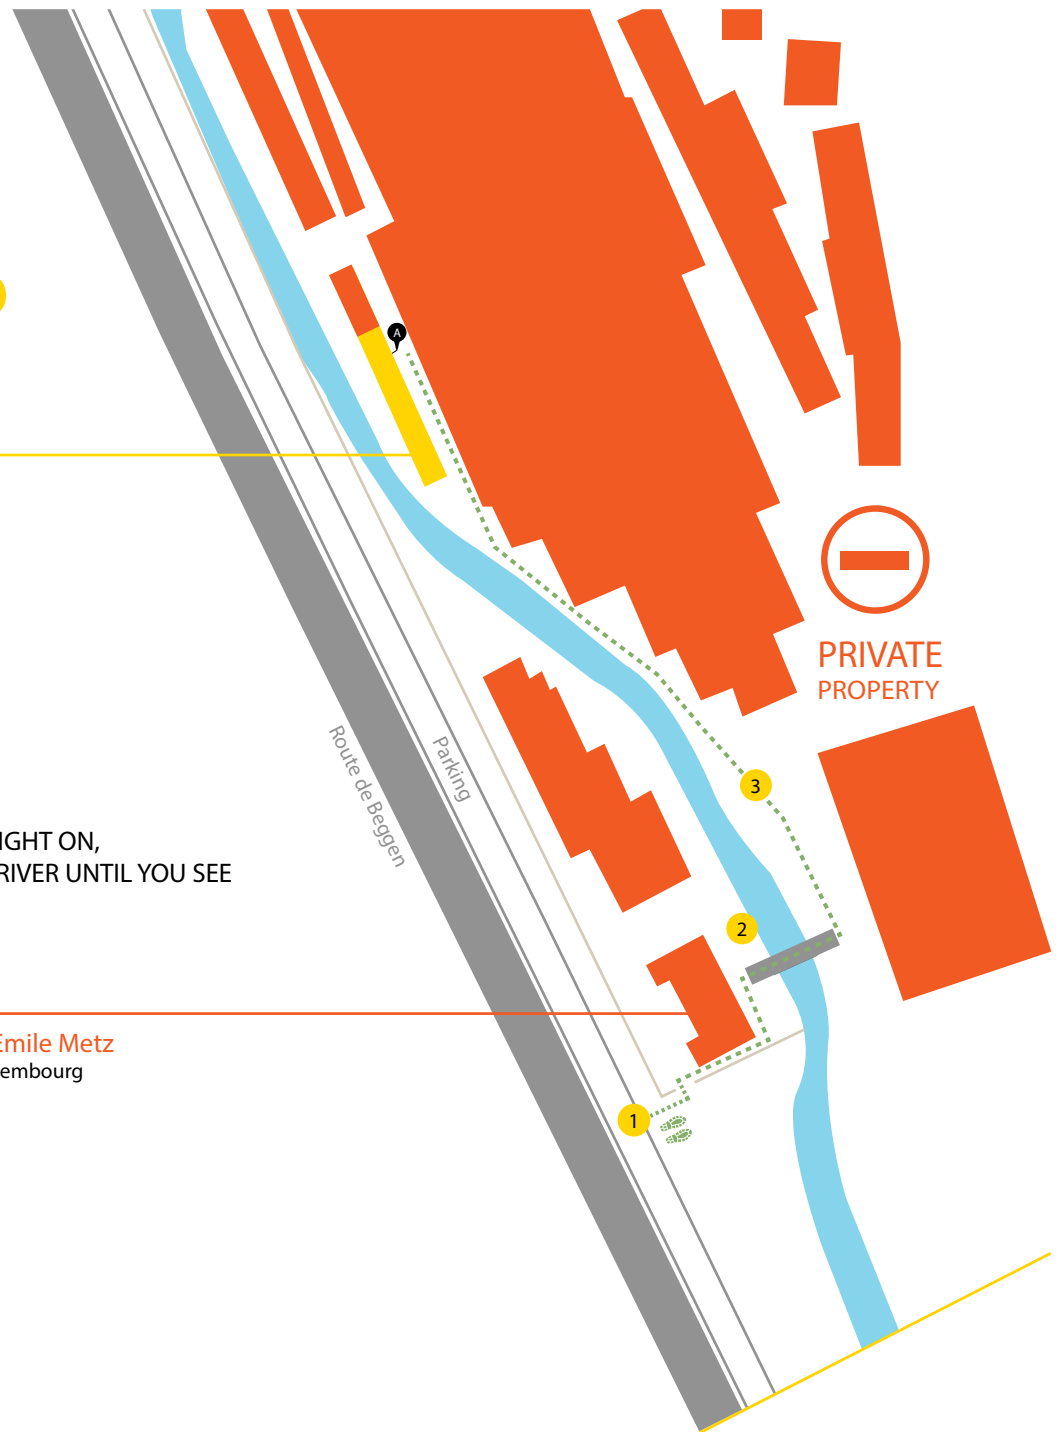 A
PRIVATE
PROPERTY
Route de Beggen
Parking
3
IGHT ON,
RIVER UNTIL YOU SEE
2
Emile Metz
embourg
1